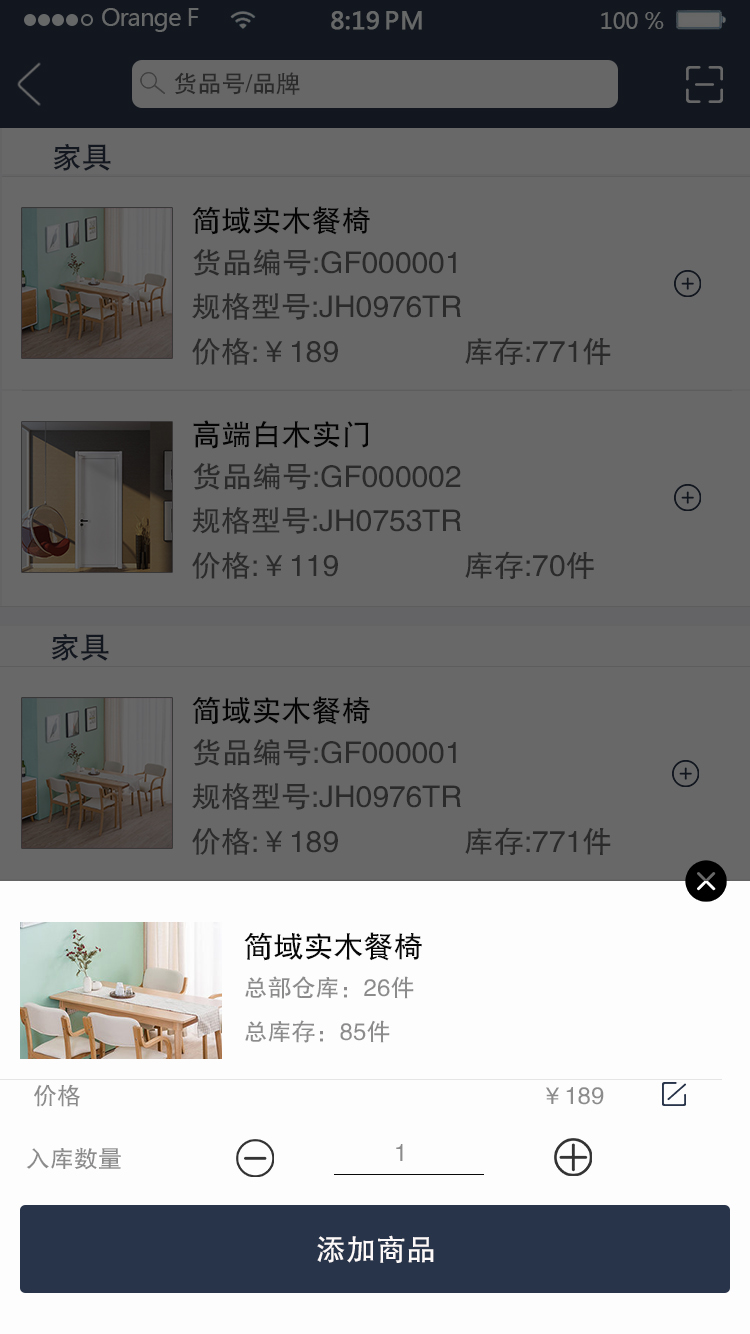 Orange F 8:19 PM 100 %
货品号/品牌
家具
简域实木餐椅
货品编号:GF000001
规格型号:JH0976TR
价格:￥189 库存:771件
高端白木实门
货品编号:GF000002
规格型号:JH0753TR
价格:￥119 库存:70件
家具
简域实木餐椅
货品编号:GF000001
规格型号:JH0976TR
价格:￥189 库存:771件
简域实木餐椅
总部仓库：26件
总库存：85件
价格 ￥189
入库数量 1
添加商品